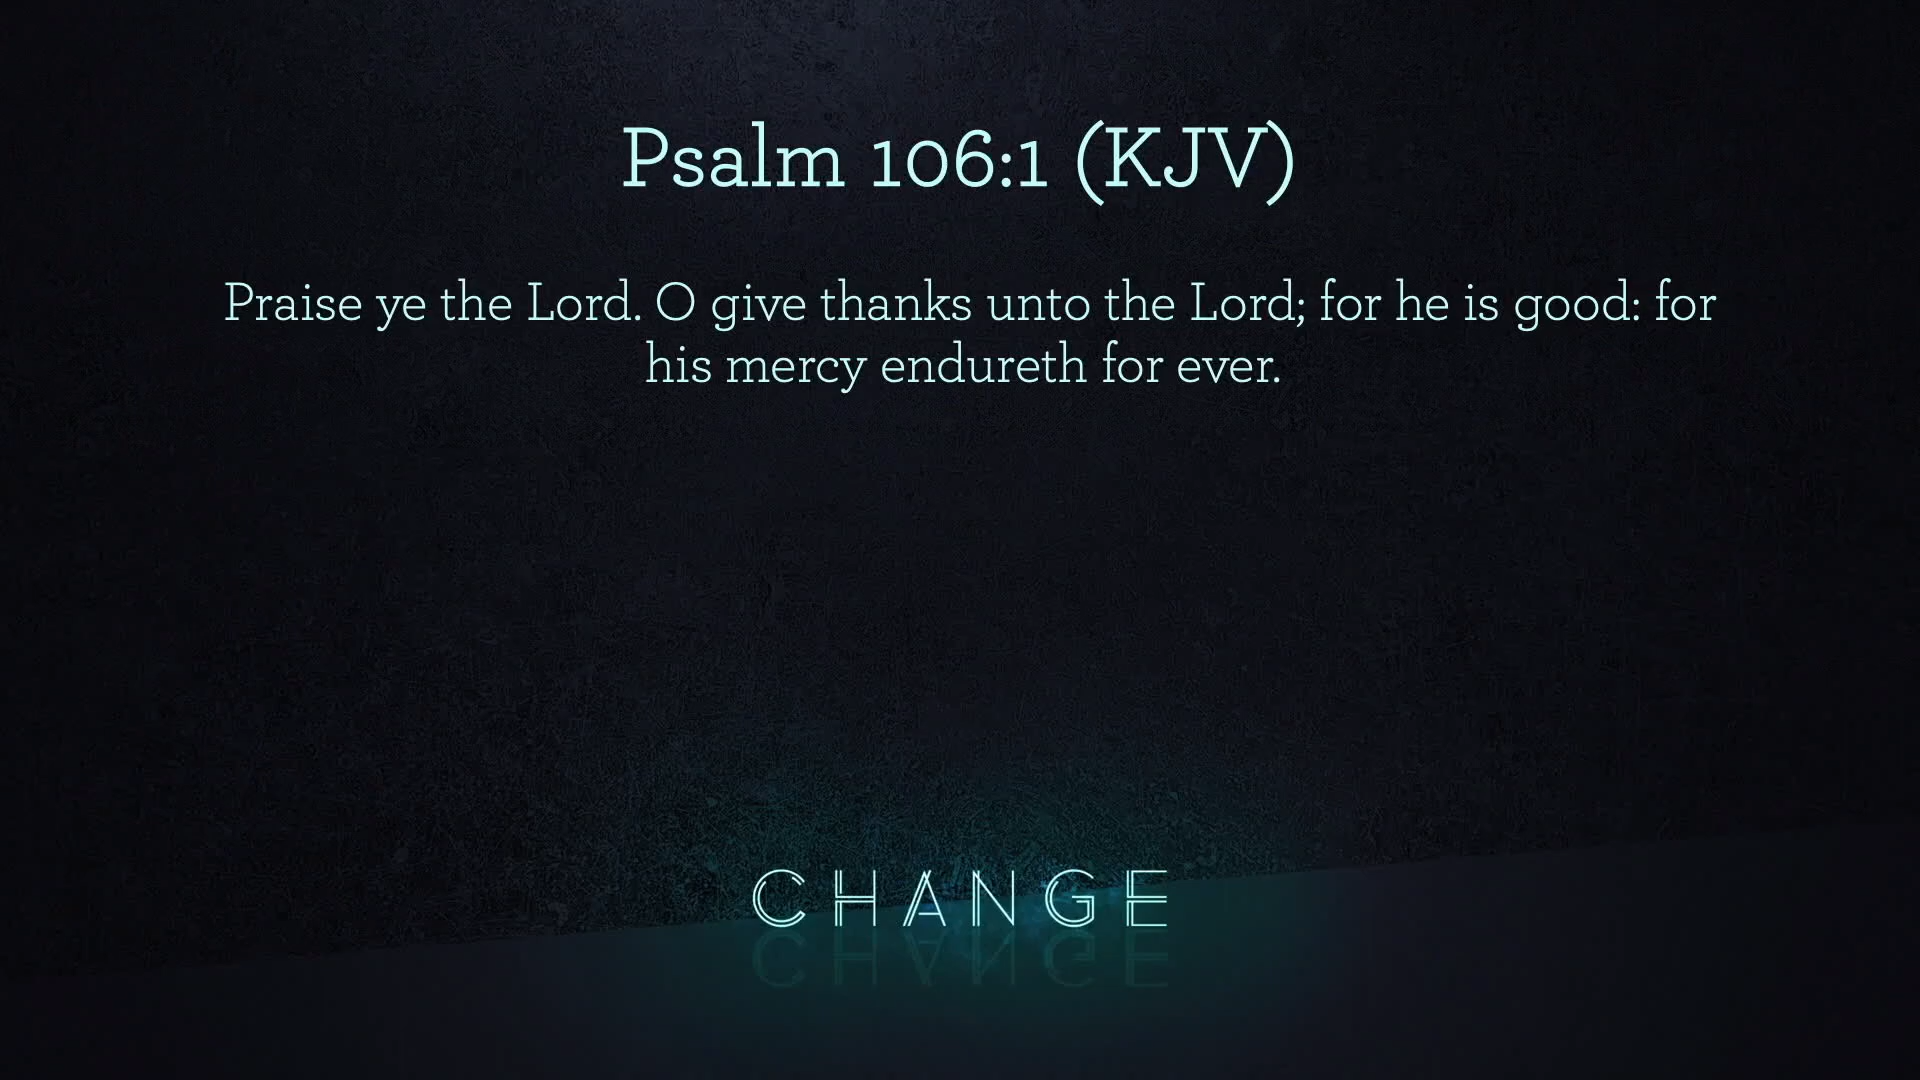 Psalm 106:1 (KJV)
Praise ye the Lord. O give thanks unto the Lord; for he is good: for
his mercy endureth for ever.
CHANGE